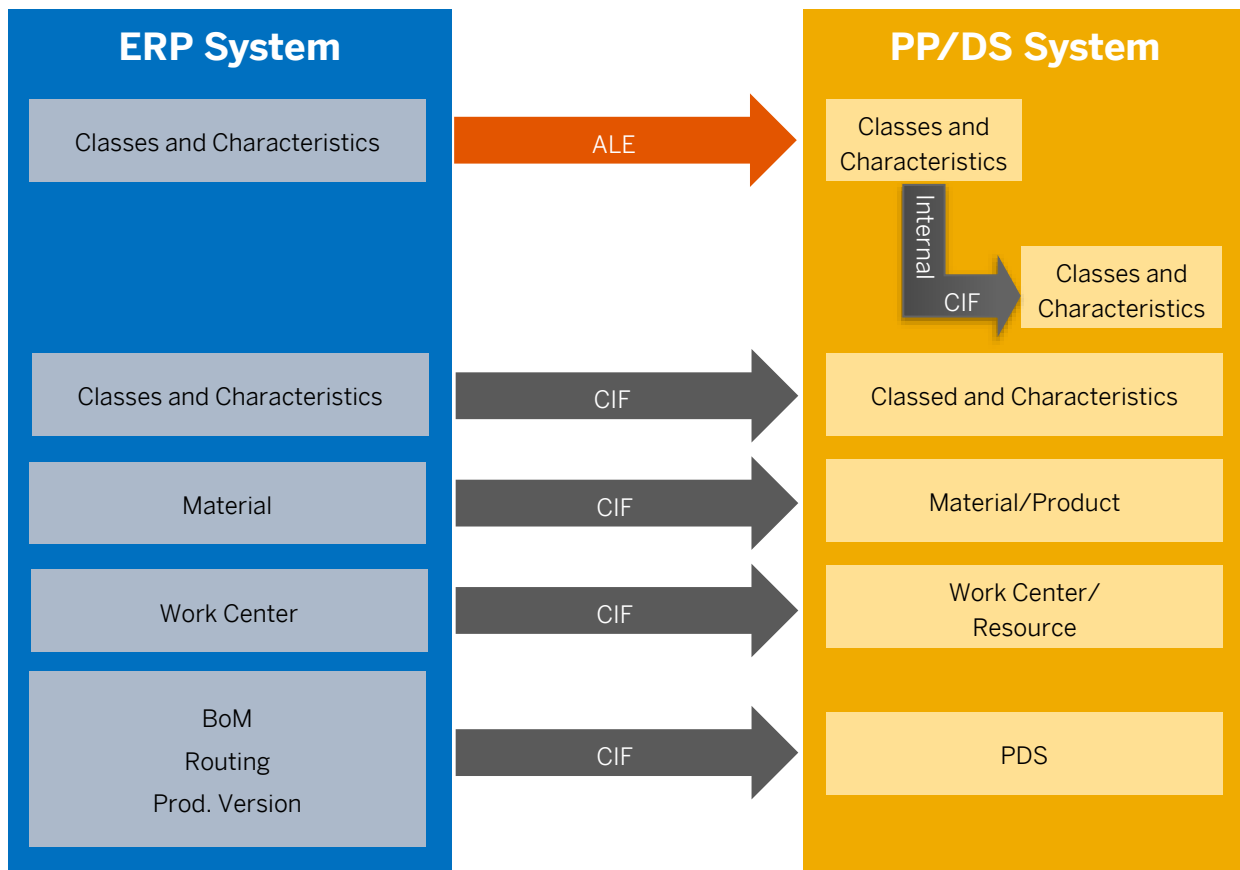 ERP System
PP/DS System
Classes and Characteristics
ALE
Classes and
Characteristics
Internal
CIF
Classes and
Characteristics
Classes and Characteristics
CIF
Classed and Characteristics
Material
CIF
Material/Product
Work Center
CIF
Work Center/
Resource
BoM
Routing
Prod. Version
CIF
PDS